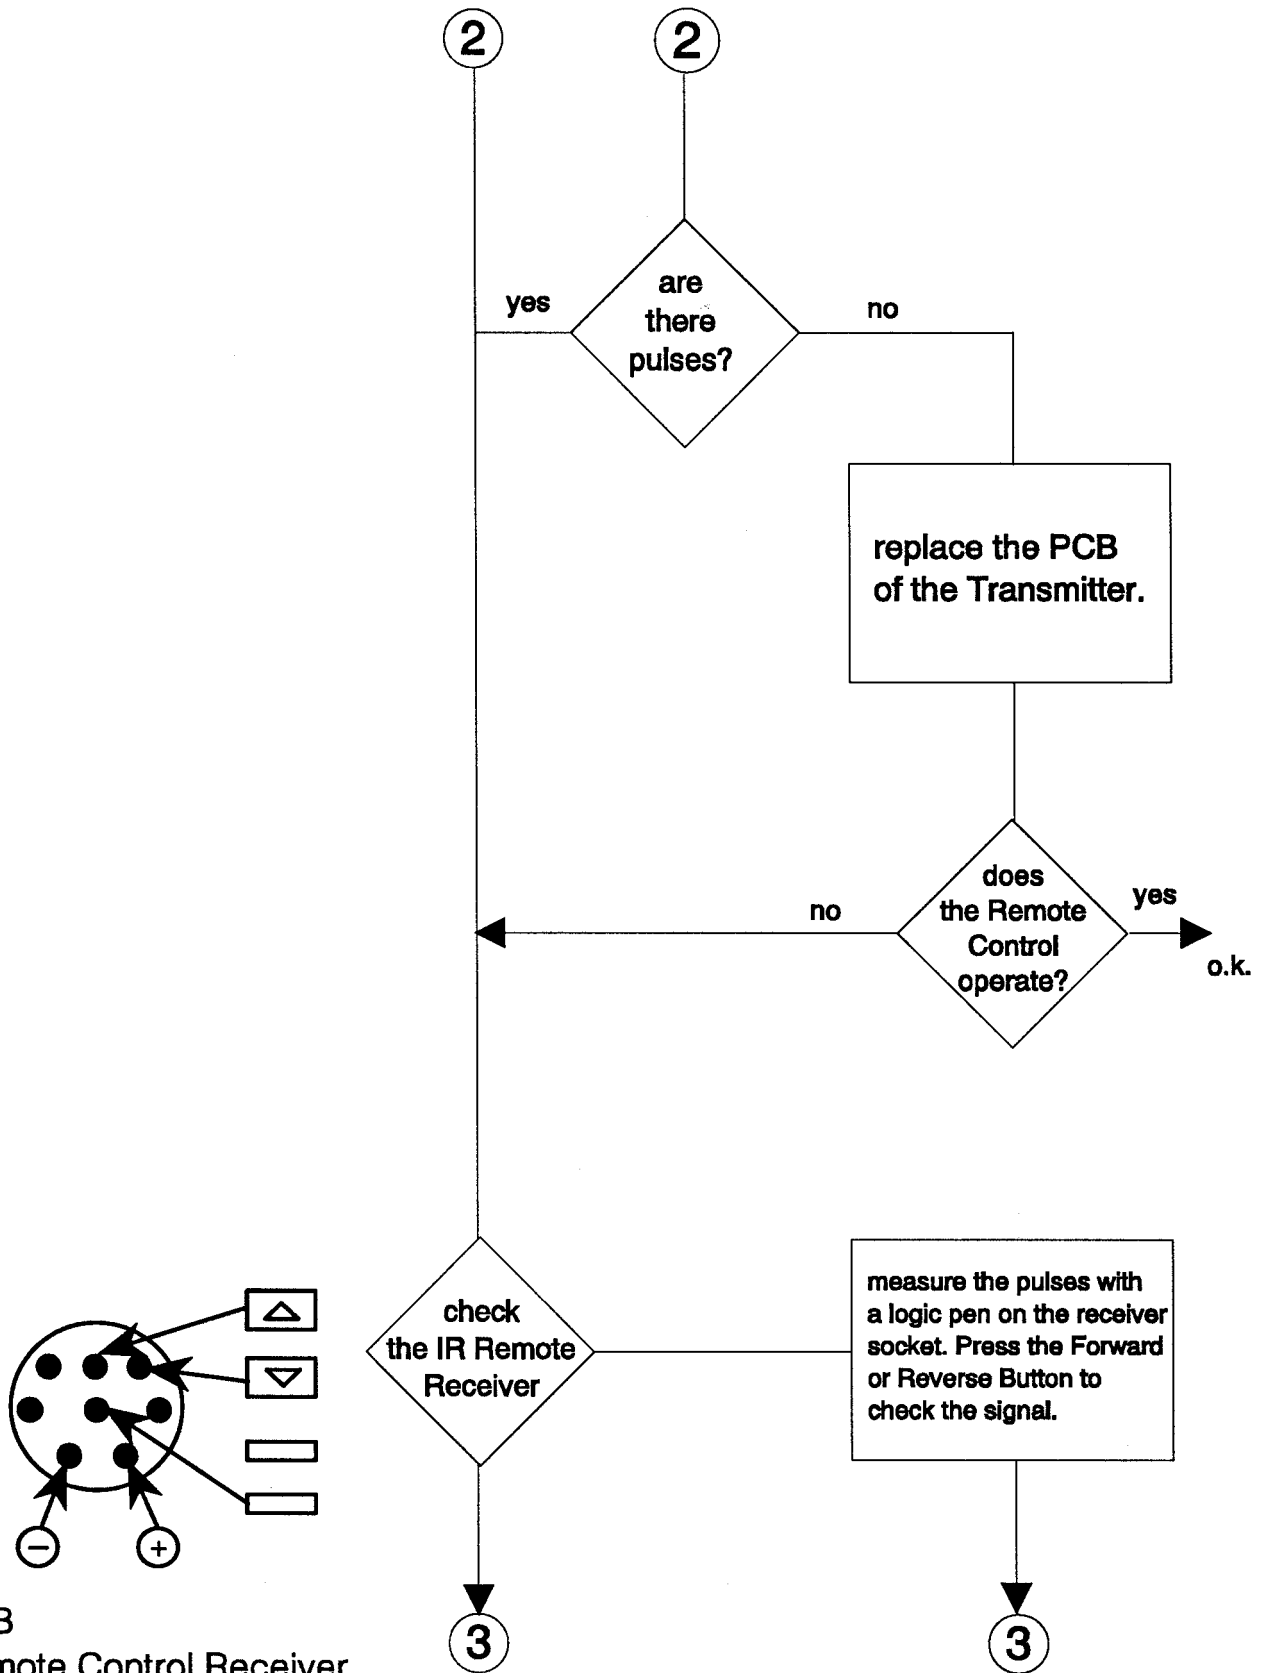 2
2
are
there
pulses?
yes
no
replace the PCB
of the Transmitter.
does
the Remote
Control
operate?
no
yes
o.k.
check
the IR Remote
Receiver
measure the pulses with
a logic pen on the receiver
socket. Press the Forward
or Reverse Button to
check the signal.
−
+
3
3
Control Receiver